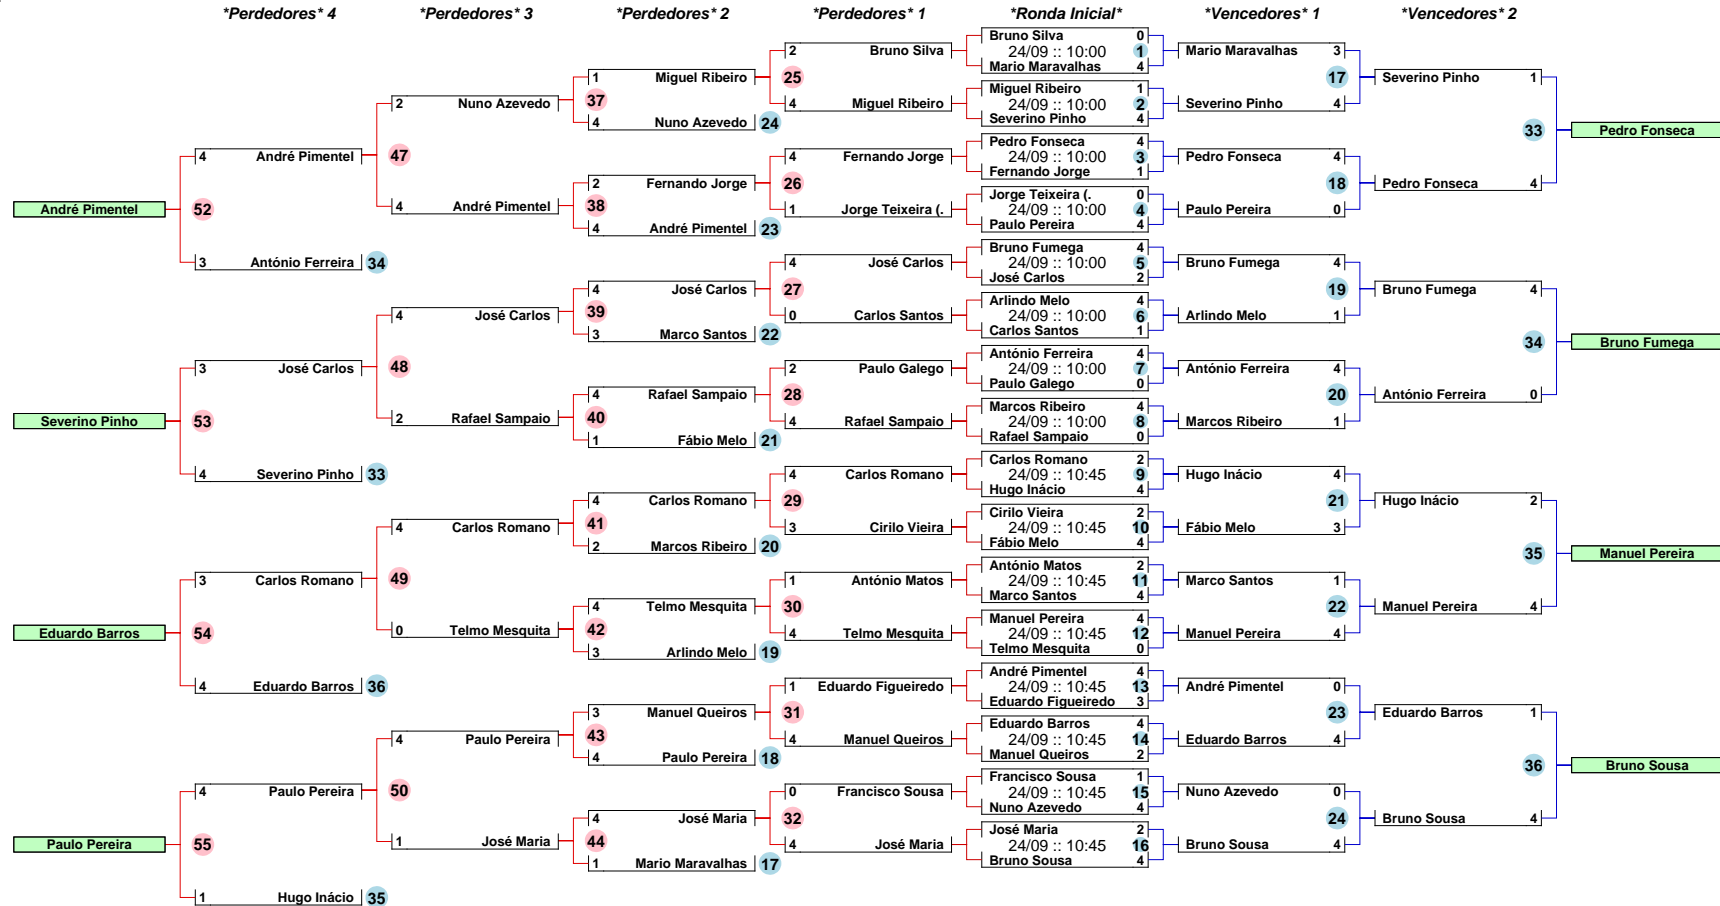 *Perdedores* 4 *Perdedores* 3 *Perdedores* 2 *Perdedores* 1 *Ronda Inicial* *Vencedores* 1 *Vencedores* 2
Bruno Silva 0
2 Bruno Silva 24/09 :: 10:00 1 Mario Maravalhas 3
Mario Maravalhas 4
1 Miguel Ribeiro 25 17 Severino Pinho 1
Miguel Ribeiro 1
2 Nuno Azevedo 37 4 Miguel Ribeiro 24/09 :: 10:00 2 Severino Pinho 4
Severino Pinho 4
4 Nuno Azevedo 24 33 Pedro Fonseca
Pedro Fonseca 4
4 André Pimentel 47 4 Fernando Jorge 24/09 :: 10:00 3 Pedro Fonseca 4
Fernando Jorge 1
2 Fernando Jorge 26 18 Pedro Fonseca 4
Jorge Teixeira (. 0
André Pimentel 52 4 André Pimentel 38 1 Jorge Teixeira (. 24/09 :: 10:00 4 Paulo Pereira 0
Paulo Pereira 4
4 André Pimentel 23
Bruno Fumega 4
3 António Ferreira 34 4 José Carlos 24/09 :: 10:00 5 Bruno Fumega 4
José Carlos 2
4 José Carlos 27 19 Bruno Fumega 4
Arlindo Melo 4
4 José Carlos 39 0 Carlos Santos 24/09 :: 10:00 6 Arlindo Melo 1
Carlos Santos 1
3 Marco Santos 22 34 Bruno Fumega
António Ferreira 4
3 José Carlos 48 2 Paulo Galego 24/09 :: 10:00 7 António Ferreira 4
Paulo Galego 0
4 Rafael Sampaio 28 20 António Ferreira 0
Marcos Ribeiro 4
Severino Pinho 53 2 Rafael Sampaio 40 4 Rafael Sampaio 24/09 :: 10:00 8 Marcos Ribeiro 1
Rafael Sampaio 0
1 Fábio Melo 21
Carlos Romano 2
4 Severino Pinho 33 4 Carlos Romano 24/09 :: 10:45 9 Hugo Inácio 4
Hugo Inácio 4
4 Carlos Romano 29 21 Hugo Inácio 2
Cirilo Vieira 2
4 Carlos Romano 41 3 Cirilo Vieira 24/09 :: 10:45 10 Fábio Melo 3
Fábio Melo 4
2 Marcos Ribeiro 20 35 Manuel Pereira
António Matos 2
3 Carlos Romano 49 1 António Matos 24/09 :: 10:45 11 Marco Santos 1
Marco Santos 4
4 Telmo Mesquita 30 22 Manuel Pereira 4
Manuel Pereira 4
Eduardo Barros 54 0 Telmo Mesquita 42 4 Telmo Mesquita 24/09 :: 10:45 12 Manuel Pereira 4
Telmo Mesquita 0
3 Arlindo Melo 19
André Pimentel 4
4 Eduardo Barros 36 1 Eduardo Figueiredo 24/09 :: 10:45 13 André Pimentel 0
Eduardo Figueiredo 3
3 Manuel Queiros 31 23 Eduardo Barros 1
Eduardo Barros 4
4 Paulo Pereira 43 4 Manuel Queiros 24/09 :: 10:45 14 Eduardo Barros 4
Manuel Queiros 2
4 Paulo Pereira 18 36 Bruno Sousa
Francisco Sousa 1
4 Paulo Pereira 50 0 Francisco Sousa 24/09 :: 10:45 15 Nuno Azevedo 0
Nuno Azevedo 4
4 José Maria 32 24 Bruno Sousa 4
José Maria 2
Paulo Pereira 55 1 José Maria 44 4 José Maria 24/09 :: 10:45 16 Bruno Sousa 4
Bruno Sousa 4
1 Mario Maravalhas 17
1 Hugo Inácio 35